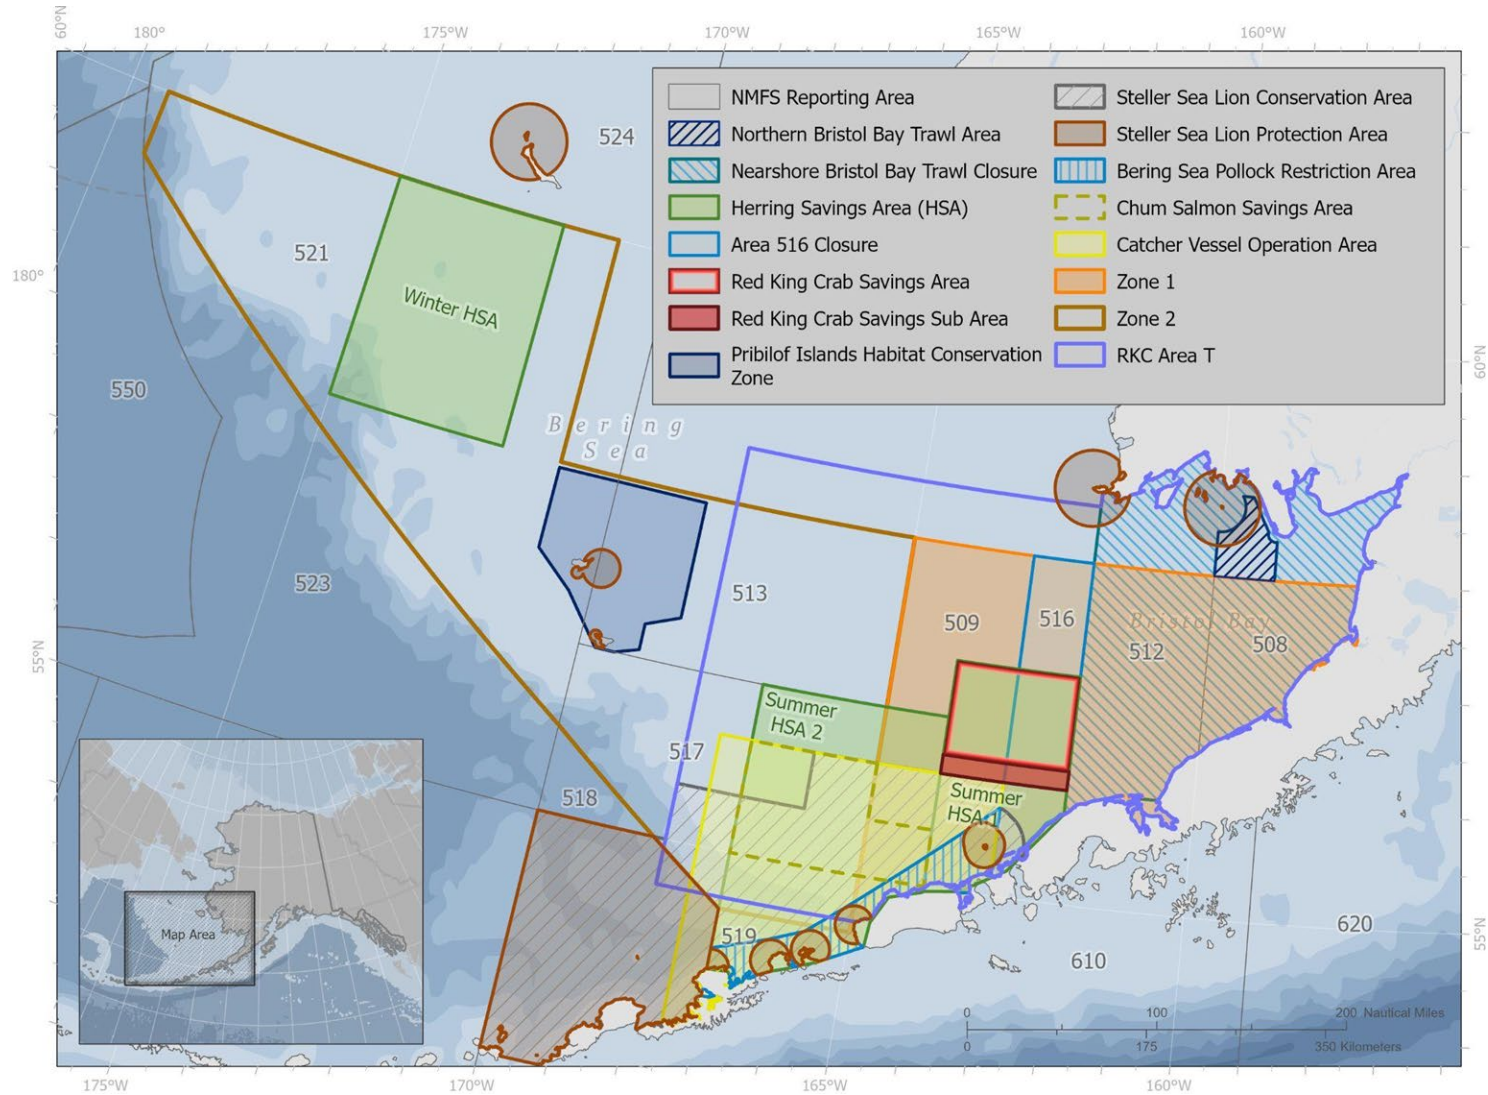 60°N
180°
175°W
170°W
165°W
160°W
NMFS Reporting Area
Northern Bristol Bay Trawl Area
Nearshore Bristol Bay Trawl Closure
Herring Savings Area (HSA)
Area 516 Closure
Red King Crab Savings Area
Red King Crab Savings Sub Area
Pribilof Islands Habitat Conservation
Zone
Steller Sea Lion Conservation Area
Steller Sea Lion Protection Area
Bering Sea Pollock Restriction Area
Chum Salmon Savings Area
Catcher Vessel Operation Area
Zone 1
Zone 2
RKC Area T
524
521
180°
Winter HSA
60°N
550
Bering
Sea
523
513
509
516
Bristol Bay
512
508
55°N
Summer
HSA 2
517
518
Summer
HSA 1
Map Area
519
620
55°N
610
0
100
200 Nautical Miles
0
175
350 Kilometers
175°W
170°W
165°W
160°W